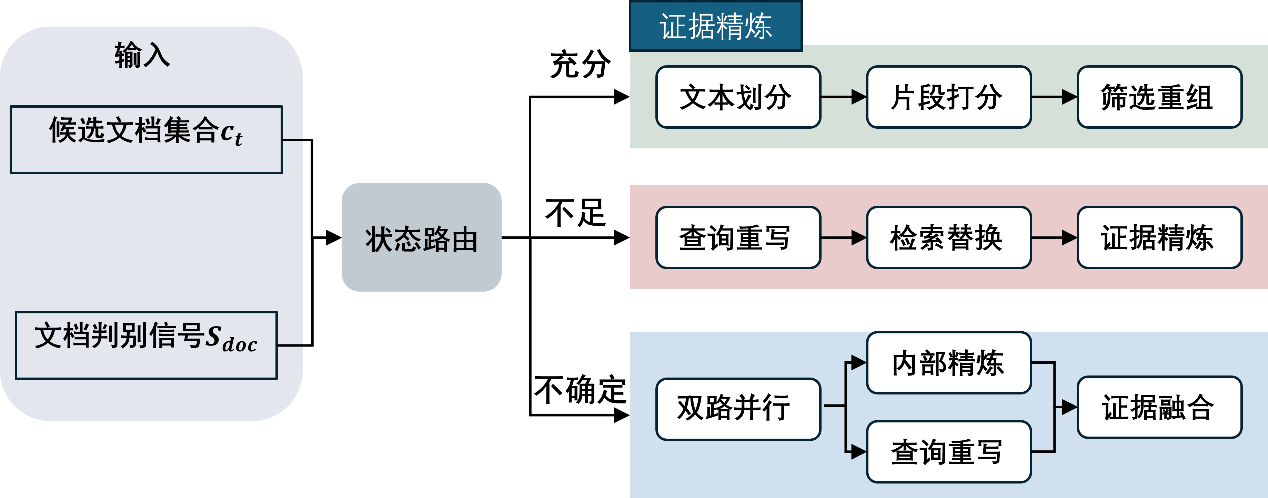 输入
候选文档集合c_t
文档判别信号S_doc
状态路由
充分
证据精炼
文本划分
片段打分
筛选重组
不足
查询重写
检索替换
证据精炼
不确定
双路并行
内部精炼
查询重写
证据融合